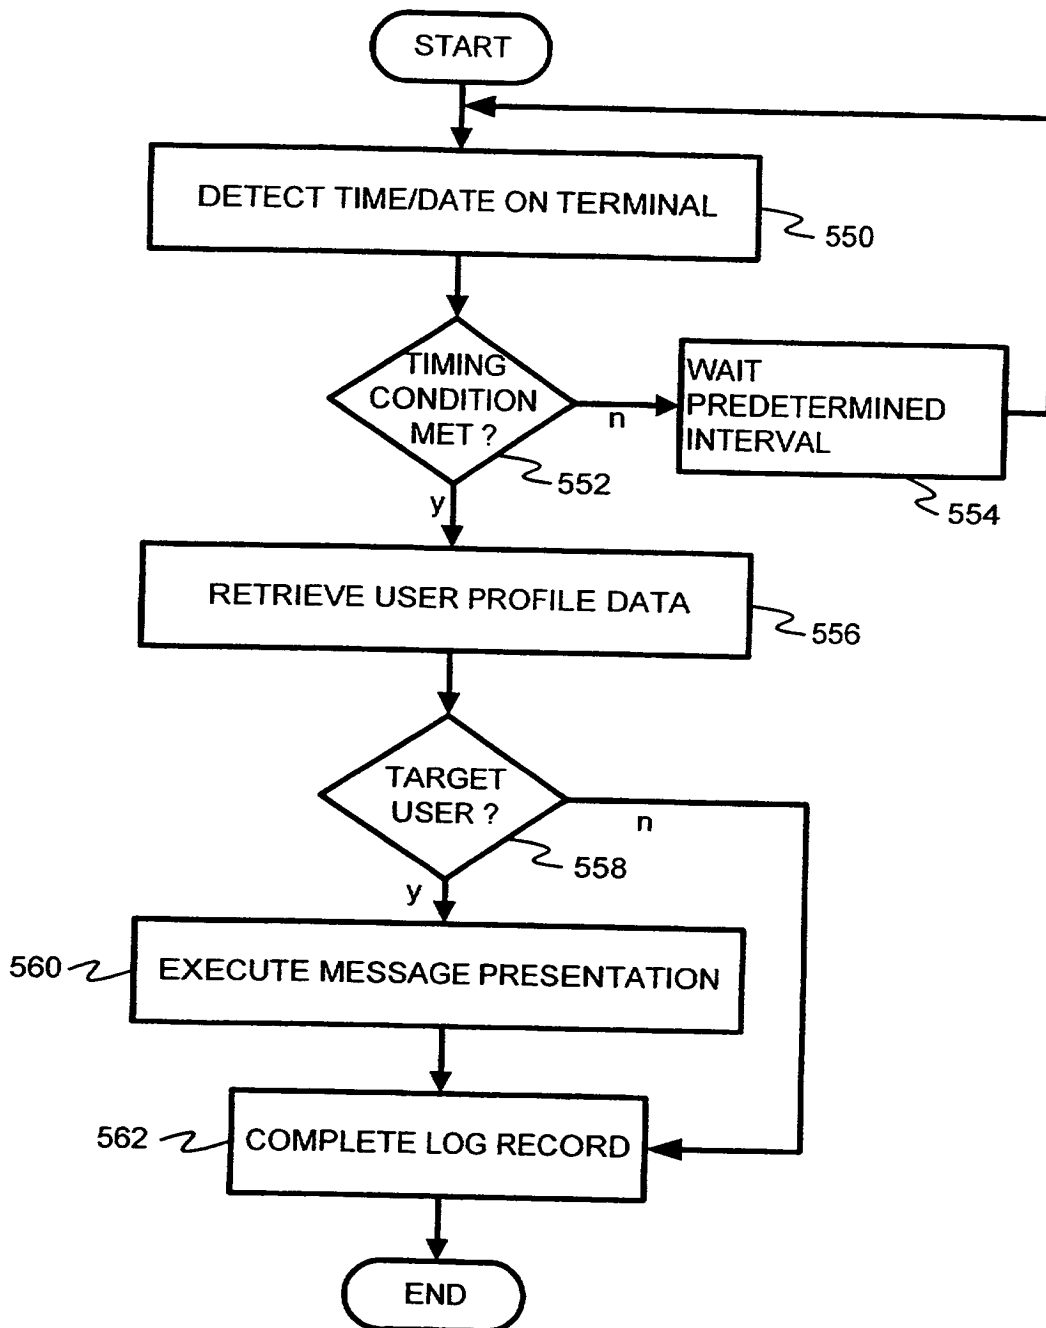 START
DETECT TIME/DATE ON TERMINAL
550
TIMING
CONDITION
MET ?
552
n
WAIT
PREDETERMINED
INTERVAL
554
y
RETRIEVE USER PROFILE DATA
556
TARGET
USER ?
558
n
y
560
EXECUTE MESSAGE PRESENTATION
562
COMPLETE LOG RECORD
END